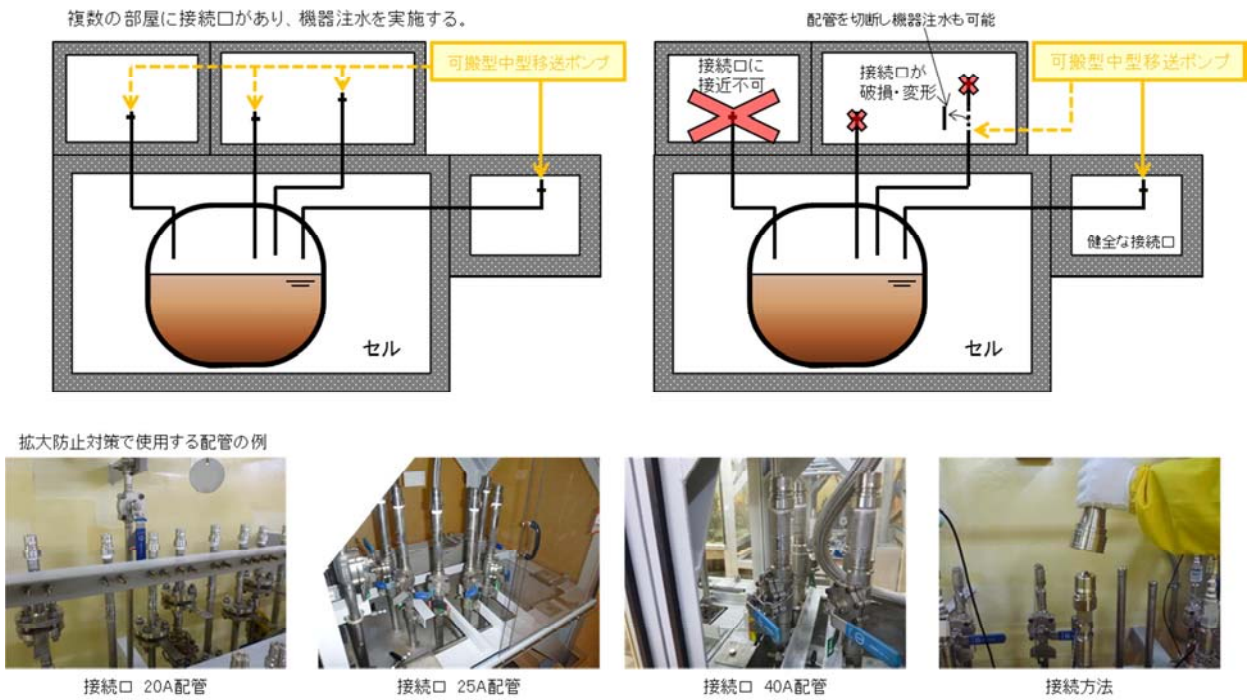 複数の部屋に接続口があり、機器注水を実施する。
可搬型中型移送ポンプ
セル
配管を切断し機器注水も可能
接続口に
接近不可
接続口が
破損・変形
可搬型中型移送ポンプ
健全な接続口
セル
拡大防止対策で使用する配管の例
接続口 20A配管
接続口 25A配管
接続口 40A配管
接続方法